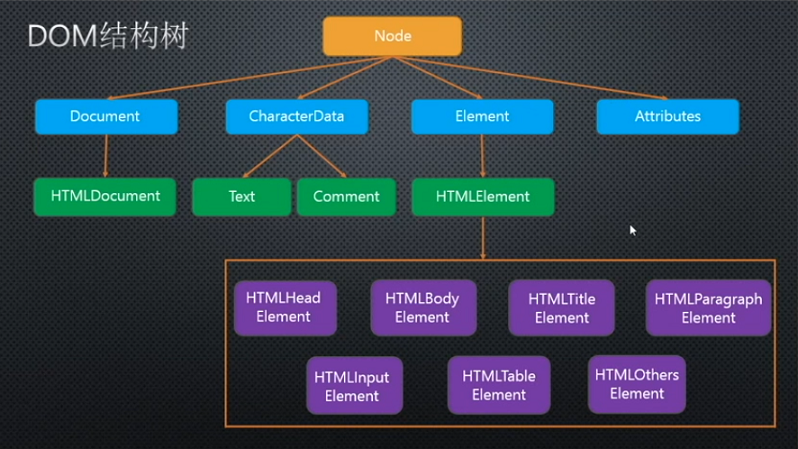 DOM结构树
Node
Document
CharacterData
Element
Attributes
HTMLDocument
Text
Comment
HTMLElement
HTMLHead
Element
HTMLBody
Element
HTMLTitle
Element
HTMLParagraph
Element
HTMLInput
Element
HTMLTable
Element
HTMLOthers
Element